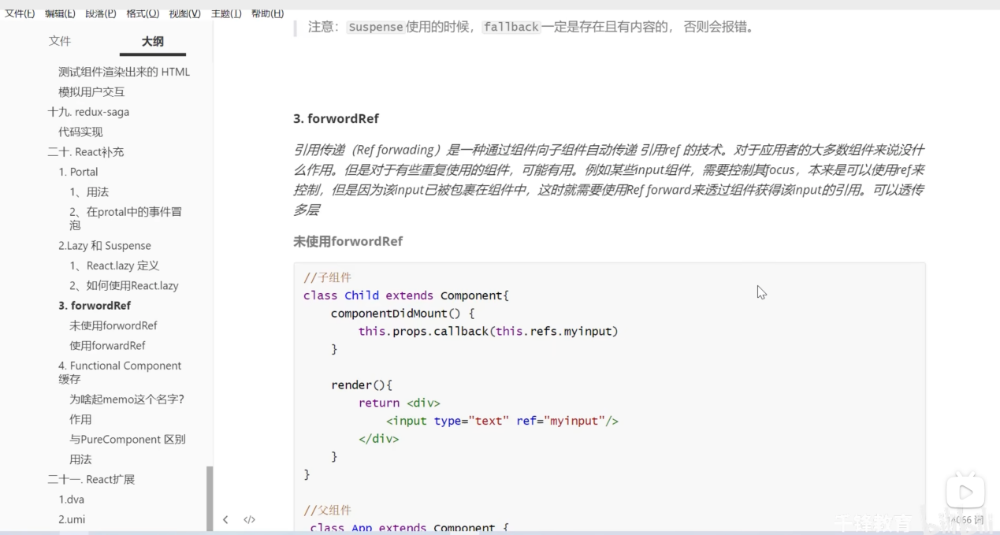 文件(F) 编辑(E) 段落(P) 格式(O) 视图(V) 主题(T) 帮助(H)
文件 大纲
测试组件渲染出来的 HTML
模拟用户交互
十九. redux-saga
代码实现
二十. React补充
1. Portal
1、用法
2、在protal中的事件冒
泡
2.Lazy 和 Suspense
1、React.lazy 定义
2、如何使用React.lazy
3. forwordRef
未使用forwordRef
使用forwardRef
4. Functional Component
缓存
为啥起memo这个名字?
作用
与PureComponent 区别
用法
二十一. React扩展
1.dva
2.umi
注意：Suspense使用的时候，fallback一定是存在且有内容的， 否则会报错。
3. forwordRef
引用传递（Ref forwading）是一种通过组件向子组件自动传递 引用ref 的技术。对于应用者的大多数组件来说没什
么作用。但是对于有些重复使用的组件，可能有用。例如某些input组件，需要控制其focus，本来是可以使用ref来
控制，但是因为该input已被包裹在组件中，这时就需要使用Ref forward来透过组件获得该input的引用。可以透传
多层
未使用forwordRef
//子组件
class Child extends Component{
componentDidMount() {
this.props.callback(this.refs.myinput)
}
render(){
return <div>
<input type="text" ref="myinput"/>
</div>
}
}
//父组件
class App extends Component {
</>
千锋教育
14066 词